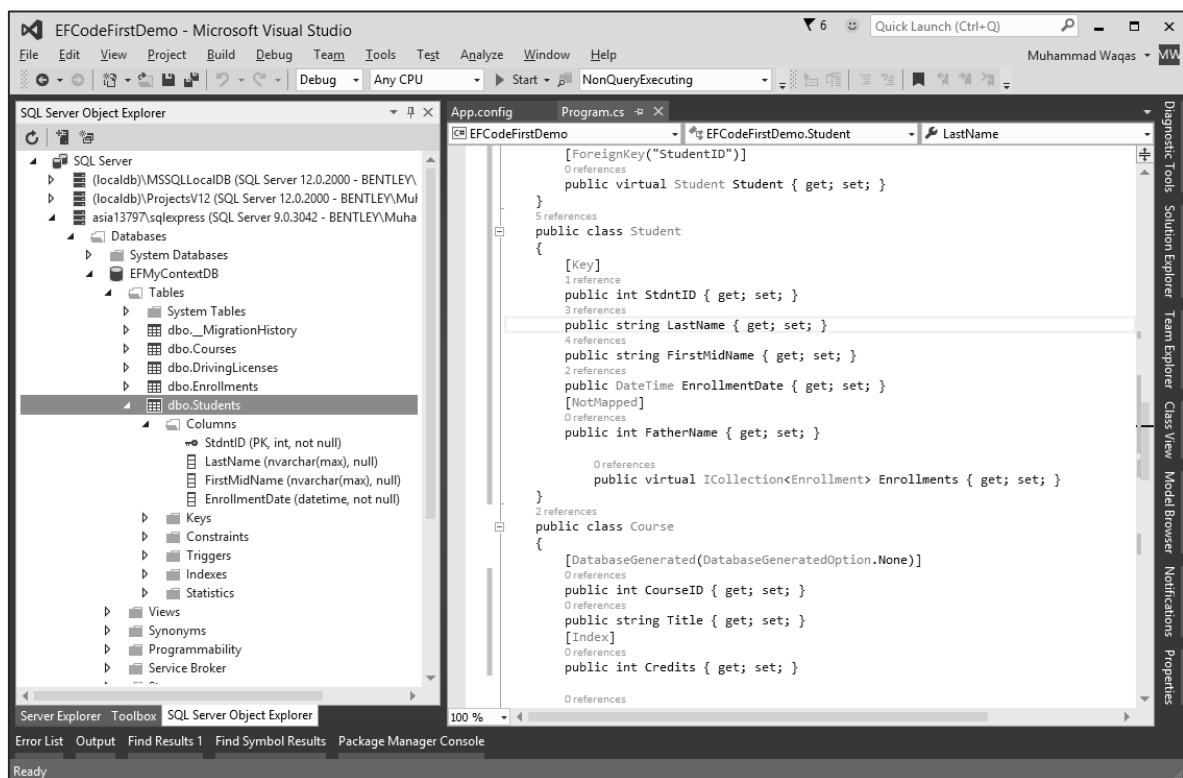 EFCodeFirstDemo - Microsoft Visual Studio
6
Quick Launch (Ctrl+Q)
File Edit View Project Build Debug Team Tools Test Analyze Window Help
Muhammad Waqas
MW
Debug Any CPU Start NonQueryExecuting
SQL Server Object Explorer
SQL Server
(localdb)\MSSQLLocalDB (SQL Server 12.0.2000 - BENTLEY\
(localdb)\ProjectsV12 (SQL Server 12.0.2000 - BENTLEY\Muh
asia13797\sqlexpress (SQL Server 9.0.3042 - BENTLEY\Muha
Databases
System Databases
EFMyContextDB
Tables
System Tables
dbo.__MigrationHistory
dbo.Courses
dbo.DrivingLicenses
dbo.Enrollments
dbo.Students
Columns
StdntID (PK, int, not null)
LastName (nvarchar(max), null)
FirstMidName (nvarchar(max), null)
EnrollmentDate (datetime, not null)
Keys
Constraints
Triggers
Indexes
Statistics
Views
Synonyms
Programmability
Service Broker
Server Explorer Toolbox SQL Server Object Explorer
App.config Program.cs
C# EFCodeFirstDemo EFCodeFirstDemo.Student LastName
[ForeignKey("StudentID")]
0 references
public virtual Student Student { get; set; }
}
5 references
public class Student
{
[Key]
1 reference
public int StdntID { get; set; }
3 references
public string LastName { get; set; }
4 references
public string FirstMidName { get; set; }
2 references
public DateTime EnrollmentDate { get; set; }
[NotMapped]
0 references
public int FatherName { get; set; }
0 references
public virtual ICollection<Enrollment> Enrollments { get; set; }
}
2 references
public class Course
{
[DatabaseGenerated(DatabaseGeneratedOption.None)]
0 references
public int CourseID { get; set; }
0 references
public string Title { get; set; }
[Index]
0 references
public int Credits { get; set; }
0 references
100 %
Diagnostic Tools
Solution Explorer
Team Explorer
Class View
Model Browser
Notifications
Properties
Error List Output Find Results 1 Find Symbol Results Package Manager Console
Ready